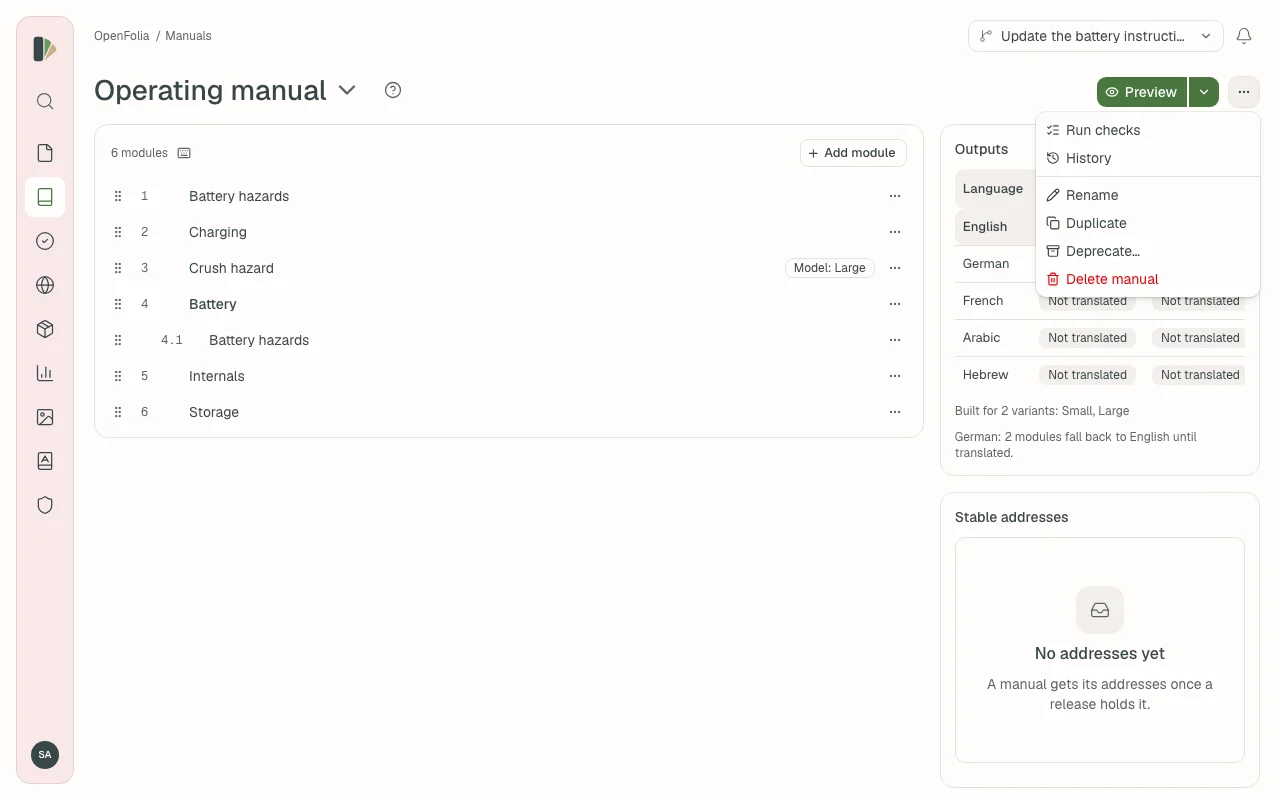 OpenFolia / Manuals
Update the battery instructi…
Operating manual
Preview
Run checks
History
Rename
Duplicate
Deprecate…
Delete manual
6 modules
Add module
1 Battery hazards
2 Charging
3 Crush hazard Model: Large
4 Battery
4.1 Battery hazards
5 Internals
6 Storage
Outputs
Language
English
German
French Not translated Not translated
Arabic Not translated Not translated
Hebrew Not translated Not translated
Built for 2 variants: Small, Large
German: 2 modules fall back to English until
translated.
Stable addresses
No addresses yet
A manual gets its addresses once a
release holds it.
SA